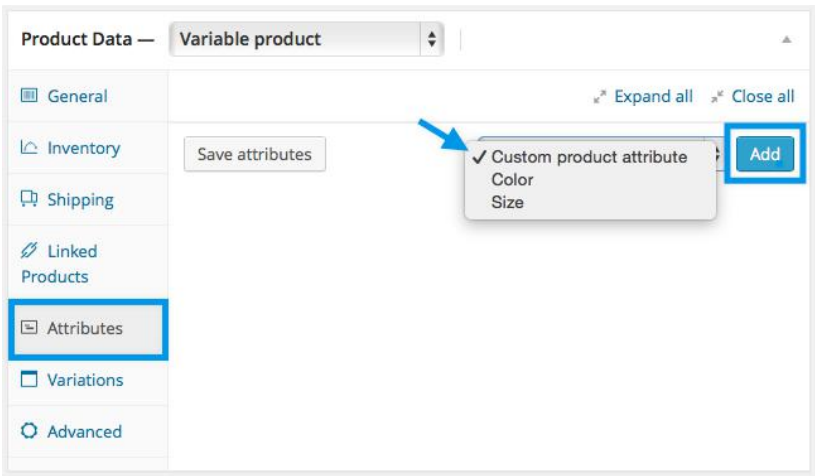 Product Data — Variable product
General
Expand all Close all
Inventory
Save attributes
✓ Custom product attribute
Color
Size
Add
Shipping
Linked
Products
Attributes
Variations
Advanced